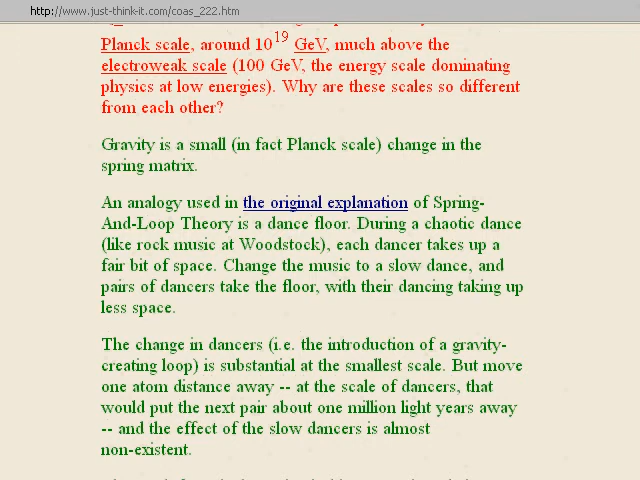 http://www.just-think-it.com/coas_222.htm
Planck scale, around 10^19 GeV, much above the
electroweak scale (100 GeV, the energy scale dominating
physics at low energies). Why are these scales so different
from each other?
Gravity is a small (in fact Planck scale) change in the
spring matrix.
An analogy used in the original explanation of Spring-
And-Loop Theory is a dance floor. During a chaotic dance
(like rock music at Woodstock), each dancer takes up a
fair bit of space. Change the music to a slow dance, and
pairs of dancers take the floor, with their dancing taking up
less space.
The change in dancers (i.e. the introduction of a gravity-
creating loop) is substantial at the smallest scale. But move
one atom distance away -- at the scale of dancers, that
would put the next pair about one million light years away
-- and the effect of the slow dancers is almost
non-existent.